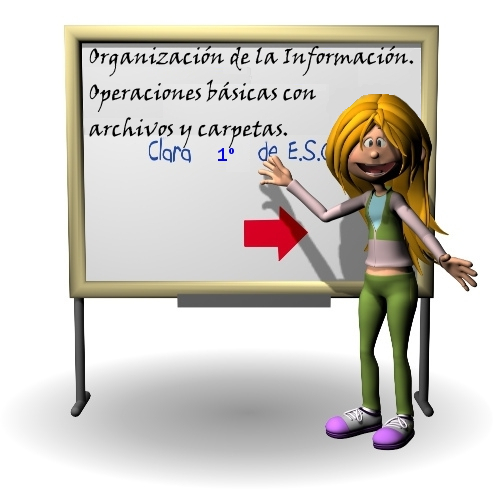 Organización de la Información.
Operaciones básicas con
archivos y carpetas.
Clara 1º de E.S.